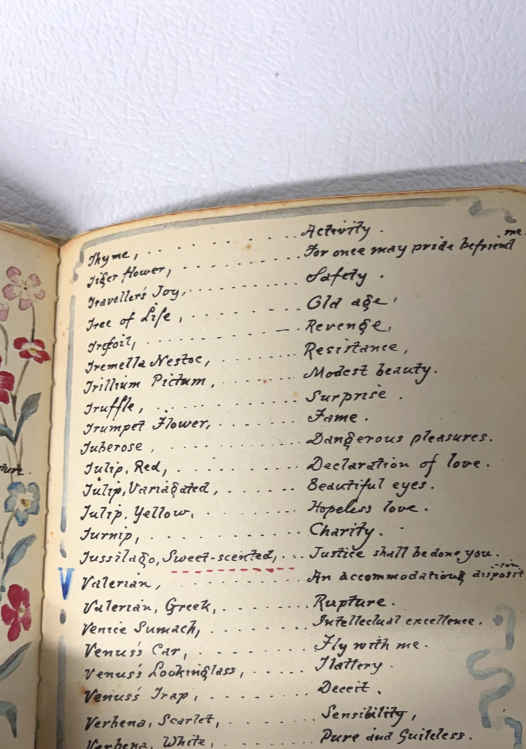 Thyme, . . . . . . . Activity.
Tiger flower, . . . . . . For once may pride befriend me.
Traveller's Joy, . . . . . . Safety.
Tree of Life, . . . . . . Old age,
Trefoil, . . . . . . — Revenge,
Tremella Nestoc, . . . . . . Resistance,
Trillium Pictum, . . . . . . Modest beauty.
Truffle, . . . . . . Surprise.
Trumpet Flower, . . . . . . Fame.
Tuberose, . . . . . . Dangerous pleasures.
Tulip, Red, . . . . . . Declaration of love.
Tulip, Variagated, . . . . . . Beautiful eyes.
Tulip, Yellow, . . . . . . Hopeless love.
Turnip, . . . . . . Charity.
Tussilago, Sweet-scented, . . . Justice shall be done you.
V
Valerian, . . . . . . An accommodating disposit-ion
Valerian, Greek, . . . . . . Rupture.
Venice Sumach, . . . . . . Intellectual excellence.
Venus's Car, . . . . . . Fly with me.
Venus's Lookinglass, . . . . . . Flattery.
Venus's Trap, . . . . . . Deceit.
Verbena, Scarlet, . . . . . . Sensibility,
Verbena, White, . . . . . . Pure and Guileless.